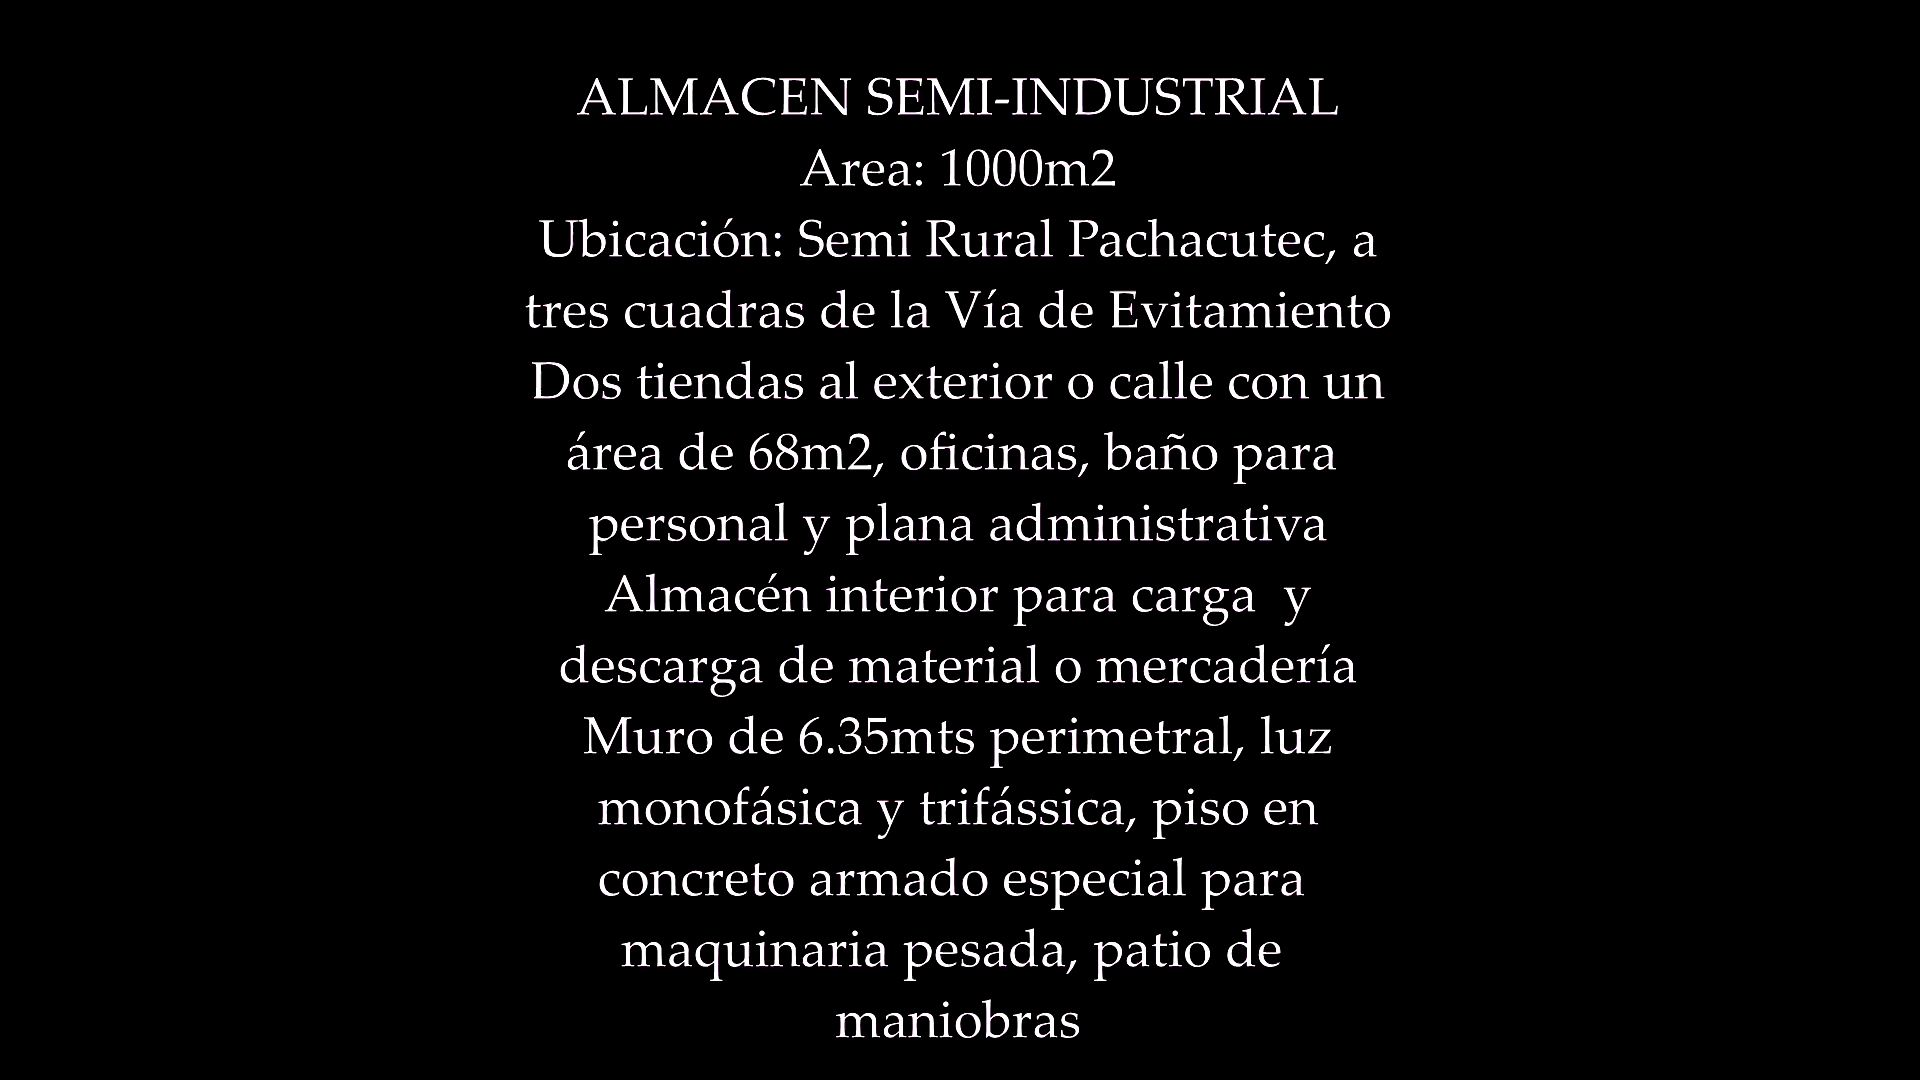 ALMACEN SEMI-INDUSTRIAL
Area: 1000m2
Ubicación: Semi Rural Pachacutec, a
tres cuadras de la Vía de Evitamiento
Dos tiendas al exterior o calle con un
área de 68m2, oficinas, baño para
personal y plana administrativa
Almacén interior para carga  y
descarga de material o mercadería
Muro de 6.35mts perimetral, luz
monofásica y trifássica, piso en
concreto armado especial para
maquinaria pesada, patio de
maniobras